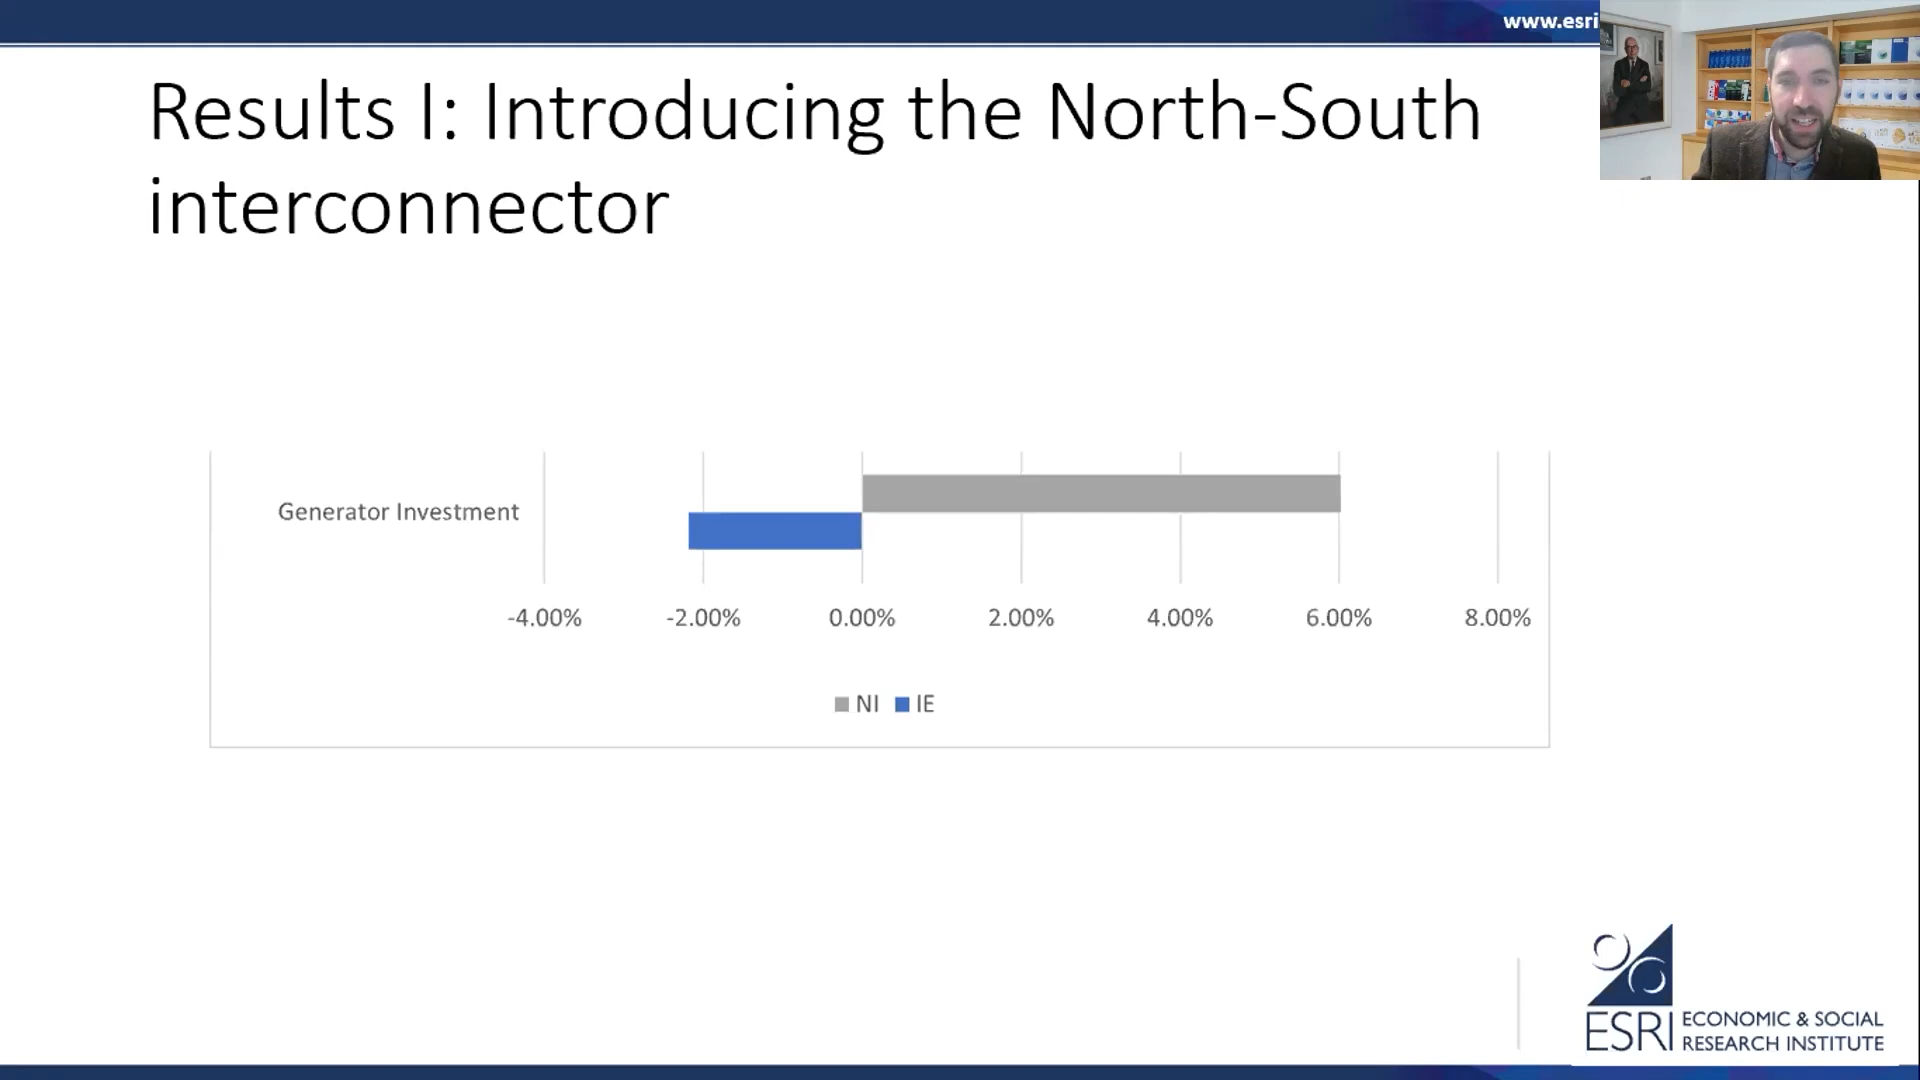 www.esri
Results I: Introducing the North-South
interconnector
Generator Investment
-4.00% -2.00% 0.00% 2.00% 4.00% 6.00% 8.00%
NI IE
ESRI ECONOMIC & SOCIAL
RESEARCH INSTITUTE